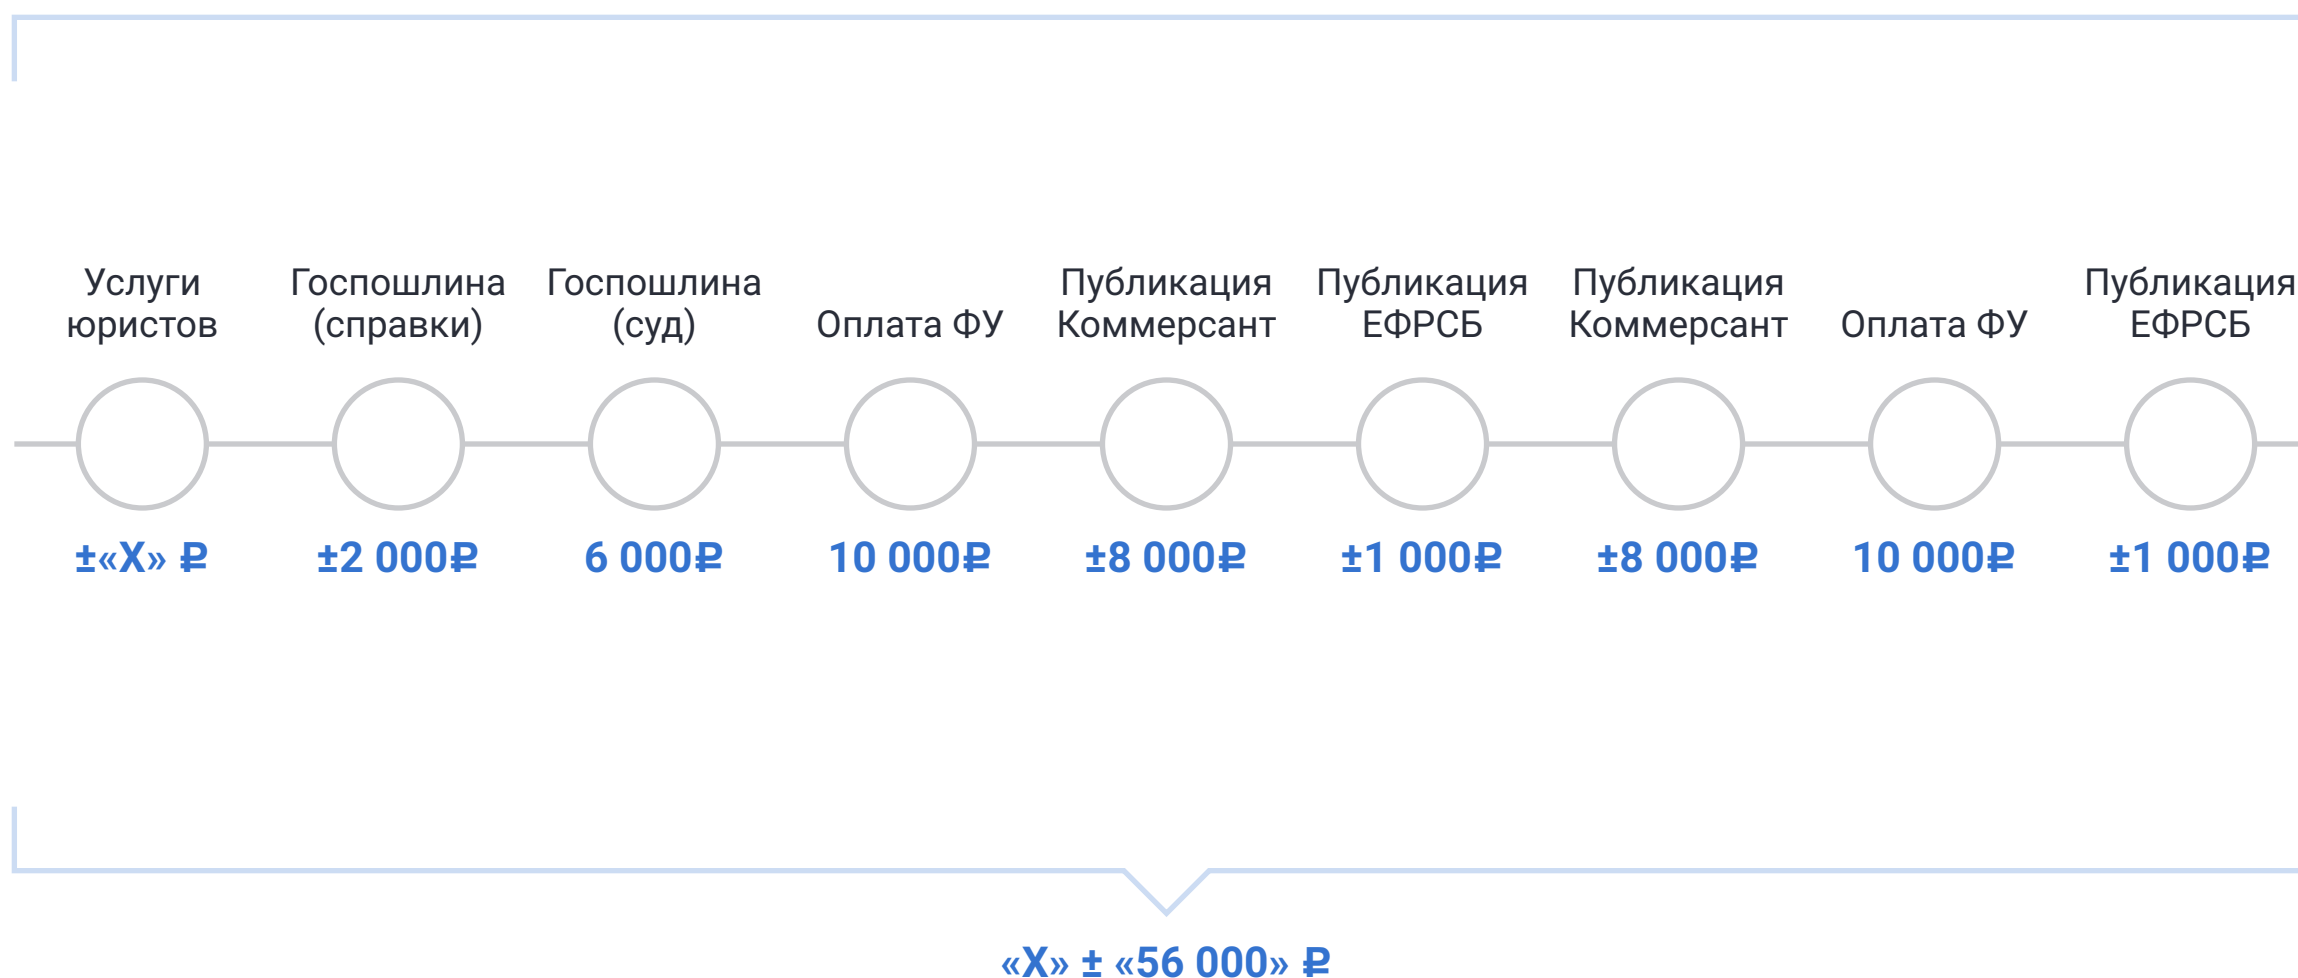 Услуги
юристов
±«X» ₽
Госпошлина
(справки)
±2 000₽
Госпошлина
(суд)
6 000₽
Оплата ФУ
10 000₽
Публикация
Коммерсант
±8 000₽
Публикация
ЕФРСБ
±1 000₽
Публикация
Коммерсант
±8 000₽
Оплата ФУ
10 000₽
Публикация
ЕФРСБ
±1 000₽
«X» ± «56 000» ₽